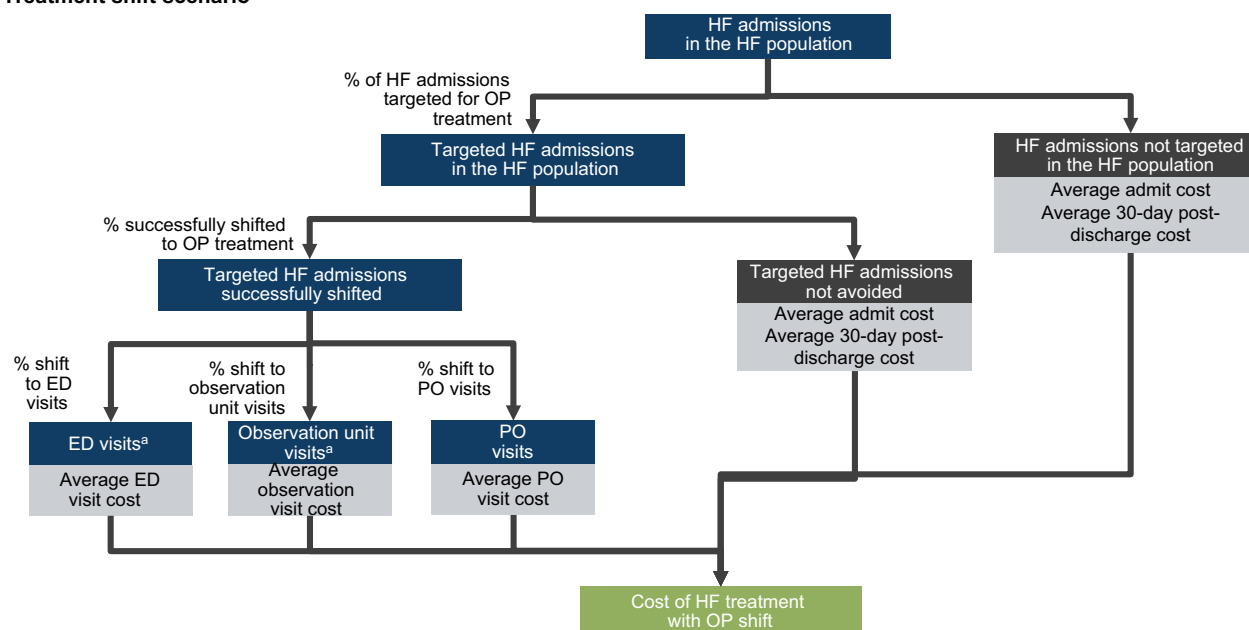 Treatment shift scenario
HF admissions
in the HF population
% of HF admissions
targeted for OP
treatment
Targeted HF admissions
in the HF population
HF admissions not targeted
in the HF population
Average admit cost
Average 30-day post-
discharge cost
% successfully shifted
to OP treatment
Targeted HF admissions
successfully shifted
Targeted HF admissions
not avoided
Average admit cost
Average 30-day post-
discharge cost
% shift
to ED
visits
% shift to
observation
unit visits
% shift to
PO visits
ED visitsᵃ
Average ED
visit cost
Observation unit
visitsᵃ
Average
observation
visit cost
PO
visits
Average PO
visit cost
Cost of HF treatment
with OP shift